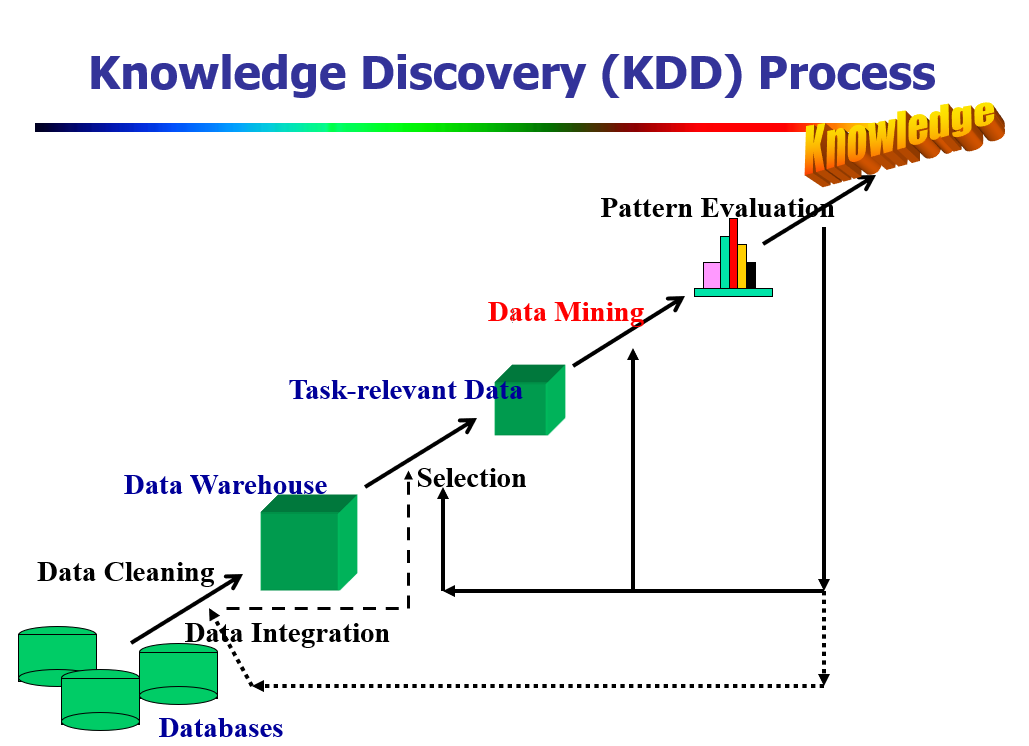 Knowledge Discovery (KDD) Process
Knowledge
Pattern Evaluation
Data Mining
Task-relevant Data
Selection
Data Warehouse
Data Cleaning
Data Integration
Databases